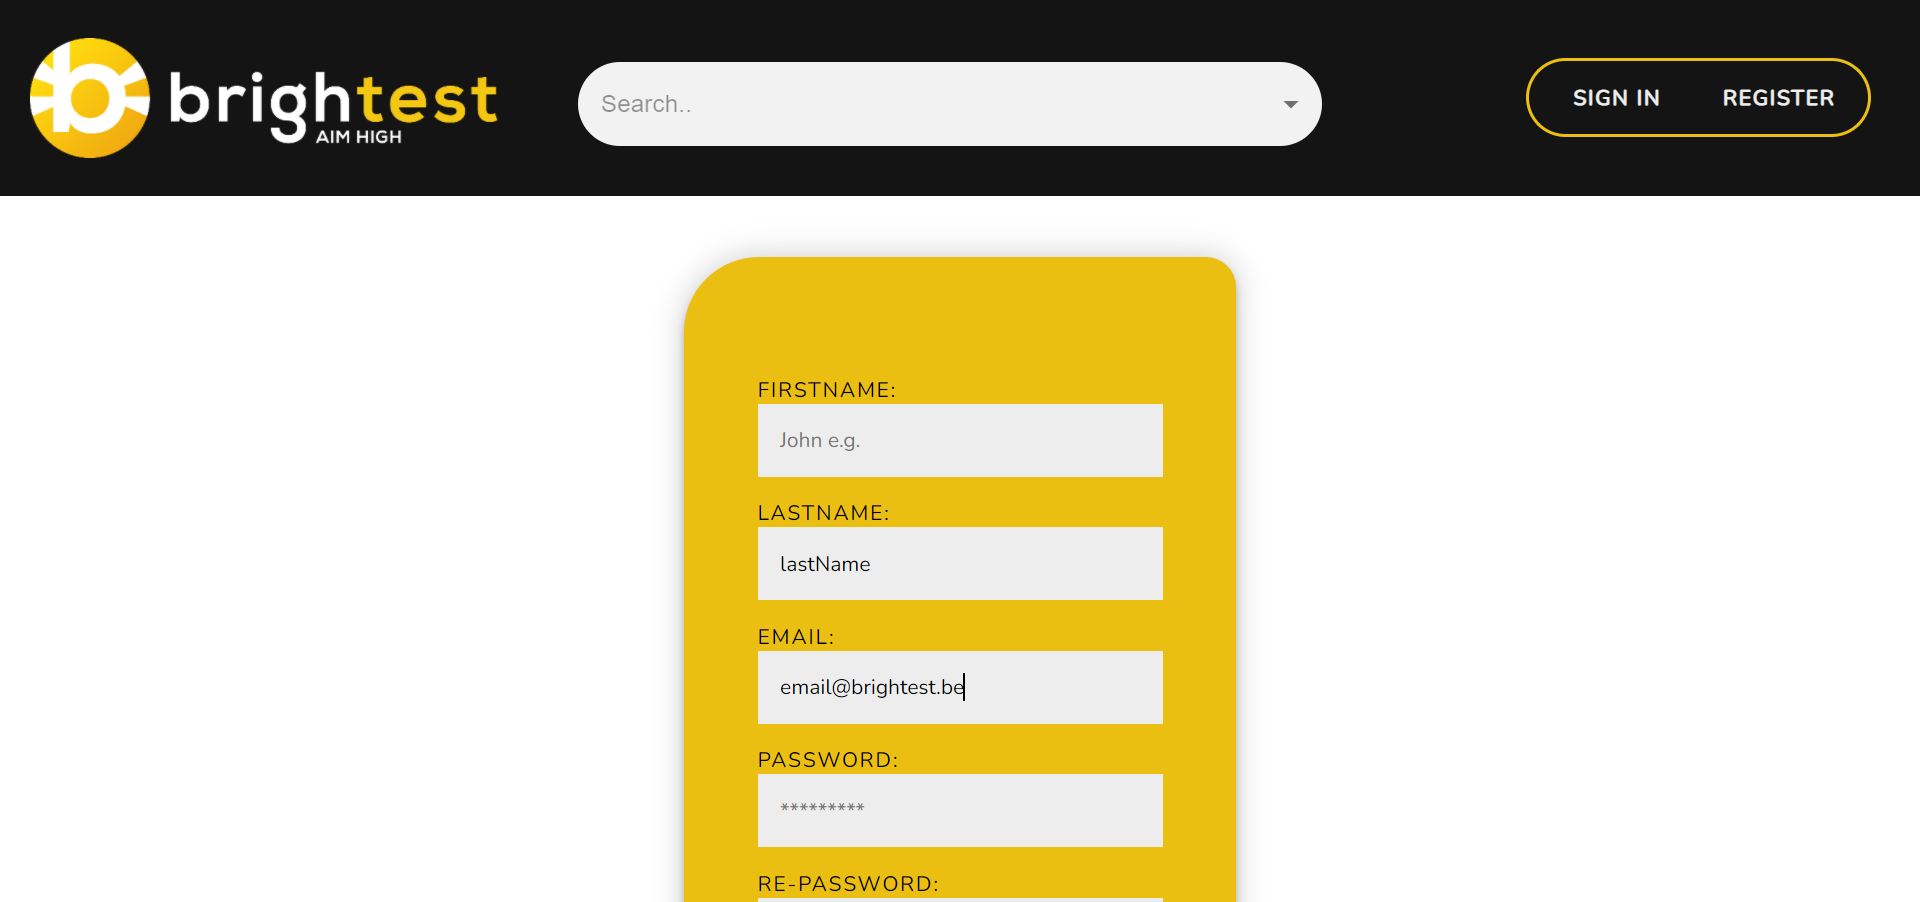 brightest
AIM HIGH
Search..
SIGN IN
REGISTER
FIRSTNAME:
John e.g.
LASTNAME:
lastName
EMAIL:
email@brightest.be
PASSWORD:
*********
RE-PASSWORD: